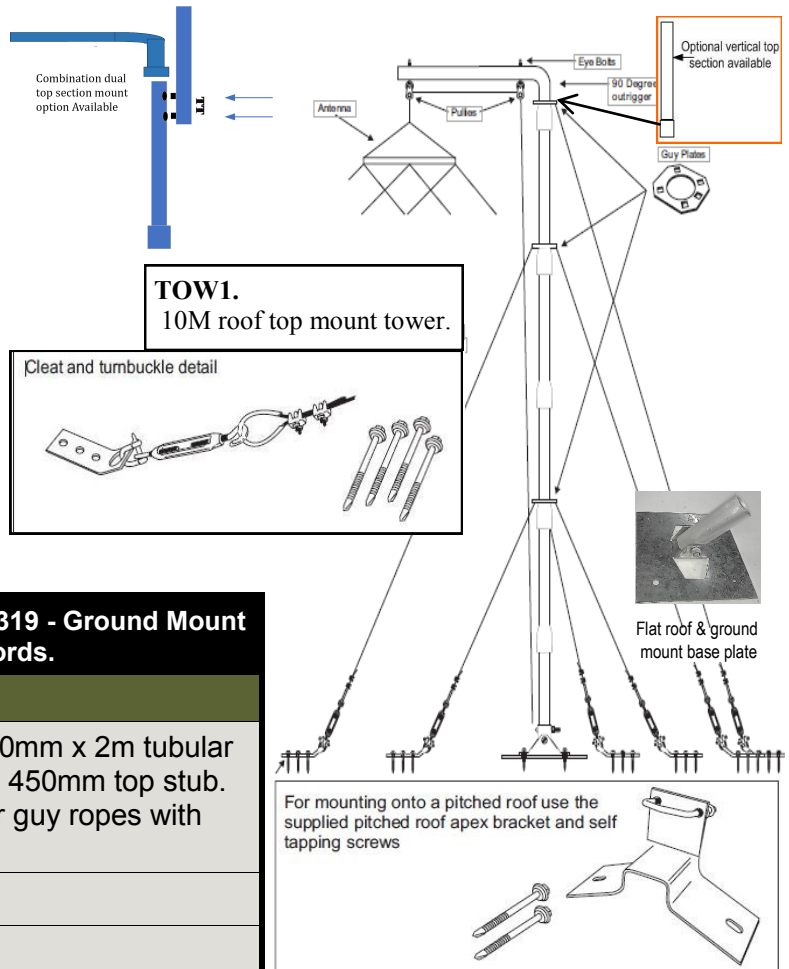 Combination dual
top section mount
option Available
Eye Bolts
90 Degree
outrigger
Optional vertical top
section available
Antenna
Pullies
Guy Plates
TOW1.
10M roof top mount tower.
Cleat and turnbuckle detail
Flat roof & ground
mount base plate
319 - Ground Mount
ords.
0mm x 2m tubular
450mm top stub.
guy ropes with
For mounting onto a pitched roof use the
supplied pitched roof apex bracket and self
tapping screws